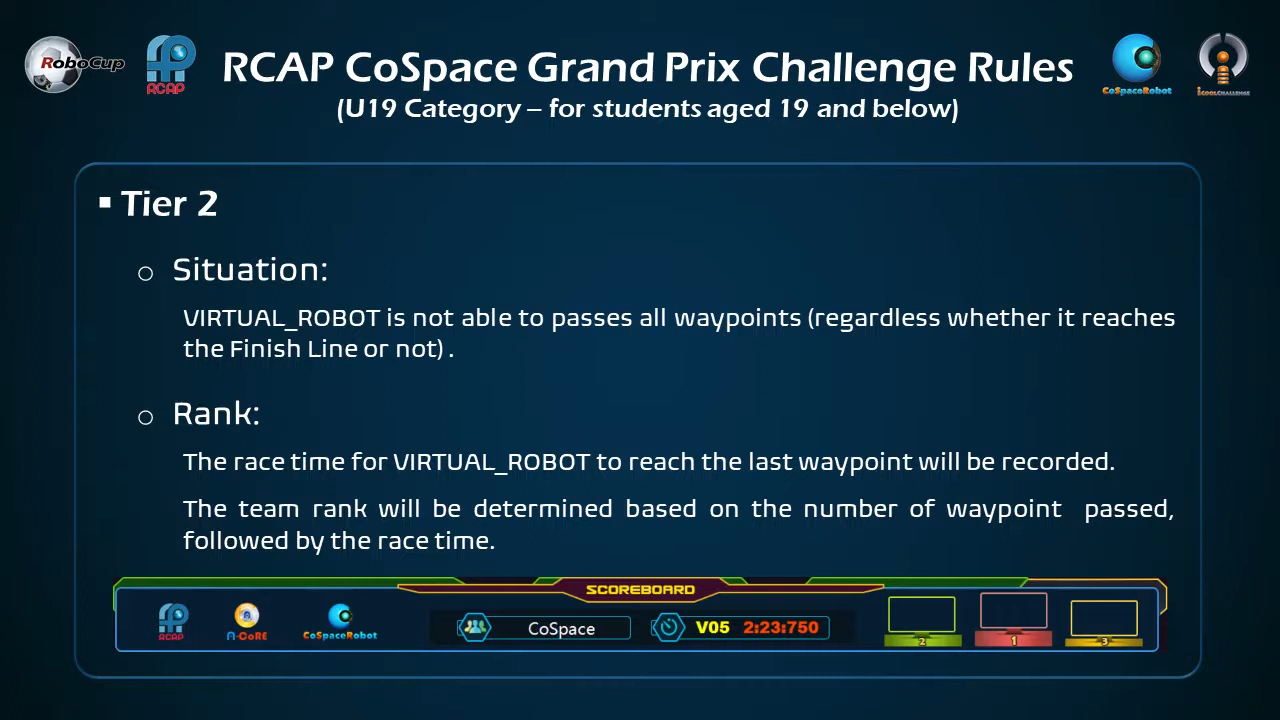 RoboCup
RCAP
RCAP CoSpace Grand Prix Challenge Rules
(U19 Category – for students aged 19 and below)
CoSpaceRobot
iCOOLCHALLENGE
▪ Tier 2
o Situation:
VIRTUAL_ROBOT is not able to passes all waypoints (regardless whether it reaches
the Finish Line or not) .
o Rank:
The race time for VIRTUAL_ROBOT to reach the last waypoint will be recorded.
The team rank will be determined based on the number of waypoint passed,
followed by the race time.
SCOREBOARD
RCAP
A-CoRE
CoSpaceRobot
CoSpace
V05 2:23:750
2
1
3